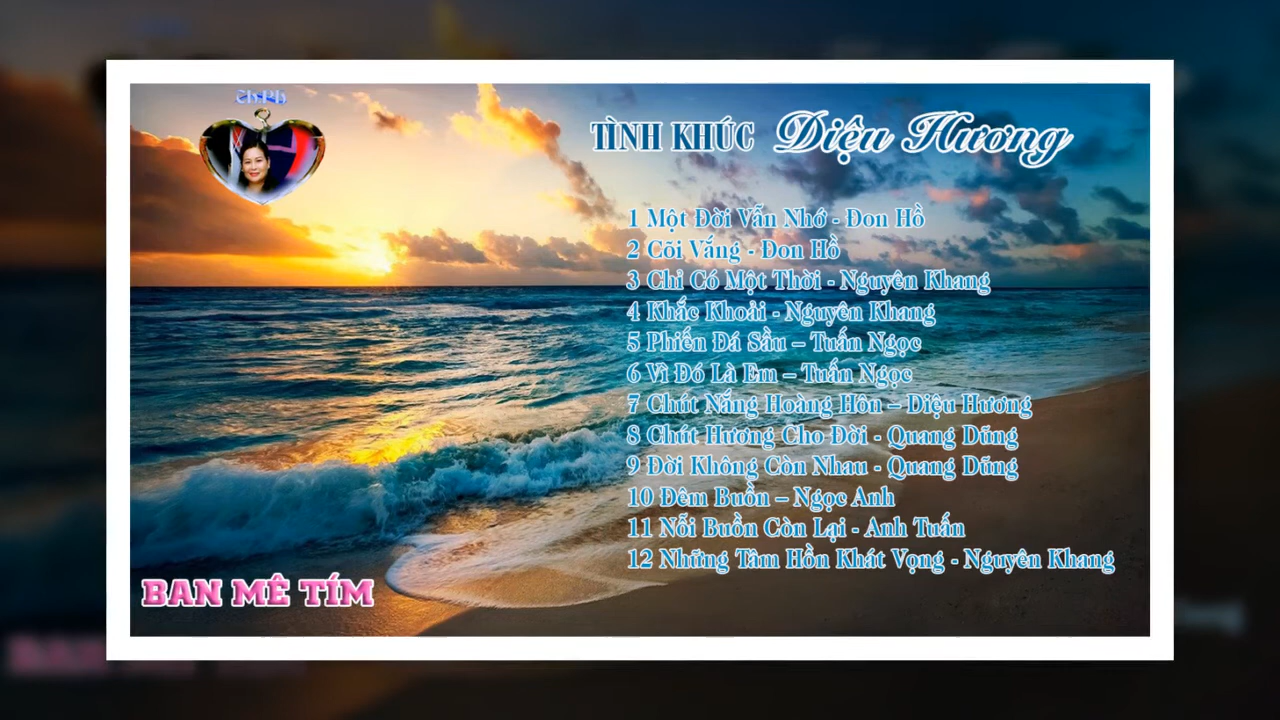 TÌNH KHÚC Diệu Hương
1 Một Đời Vẫn Nhớ - Đon Hồ
2 Cõi Vắng - Đon Hồ
3 Chỉ Có Một Thời - Nguyên Khang
4 Khắc Khoải - Nguyên Khang
5 Phiến Đá Sầu – Tuấn Ngọc
6 Vì Đó Là Em – Tuấn Ngọc
7 Chút Nắng Hoàng Hôn – Diệu Hương
8 Chút Hương Cho Đời - Quang Dũng
9 Đời Không Còn Nhau - Quang Dũng
10 Đêm Buồn – Ngọc Anh
11 Nỗi Buồn Còn Lại - Anh Tuấn
12 Những Tâm Hồn Khát Vọng - Nguyên Khang
BAN MÊ TÍM